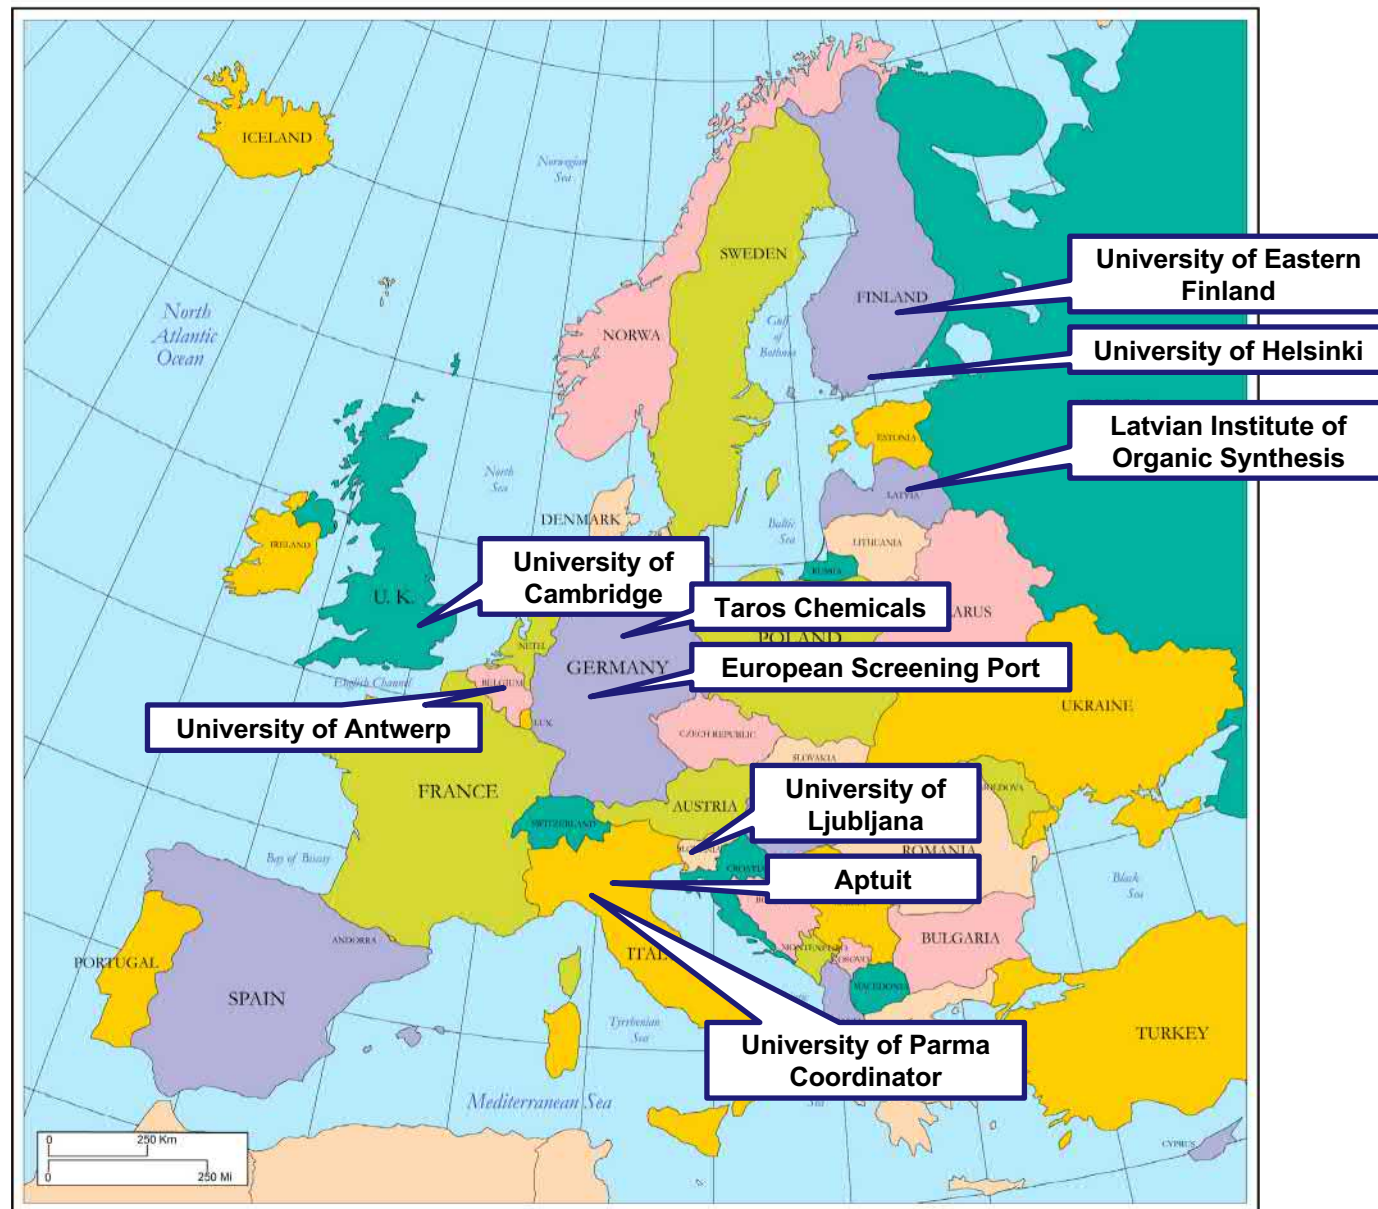 ICELAND
Norwegian
Sea
SWEDEN
FINLAND
University of Eastern
Finland
North
Atlantic
Ocean
NORWA
Gulf
of
Bothnia
University of Helsinki
Latvian Institute of
Organic Synthesis
ESTONIA
North
Sea
LATVIA
DENMARK
Baltic
Sea
LITHUANIA
IRELAND
RUSSIA
University of
Cambridge
U. K.
Taros Chemicals
ARUS
POLAND
NETH.
GERMANY
European Screening Port
English Channel
BELGIUM
UKRAINE
University of Antwerp
LUX.
CZECH REPUBLIC
SLOVAKIA
FRANCE
AUSTRIA
University of
Ljubljana
MOLDOVA
SWITZERLAND
ROMANIA
Bay of Biscay
CROATIA
Aptuit
Black
Sea
ANDORRA
ITAL
MONTENEGRO
KOSOVO
BULGARIA
PORTUGAL
SPAIN
MACEDONIA
Tyrrhenian
Sea
University of Parma
Coordinator
TURKEY
Mediterranean Sea
Sea
CYPRUS
0 250 Km
0 250 Mi